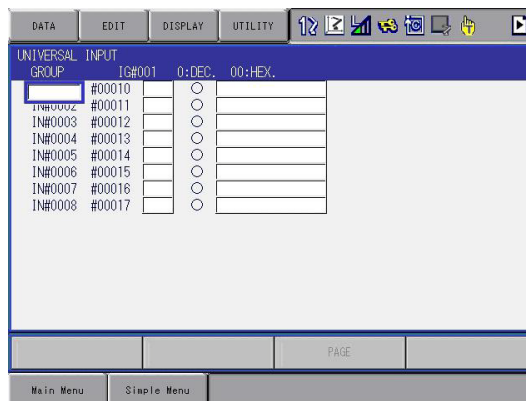 DATA EDIT DISPLAY UTILITY
UNIVERSAL INPUT
GROUP IG#001 0:DEC. 00:HEX.
#00010
IN#0002 #00011
IN#0003 #00012
IN#0004 #00013
IN#0005 #00014
IN#0006 #00015
IN#0007 #00016
IN#0008 #00017
PAGE
Main Menu Simple Menu